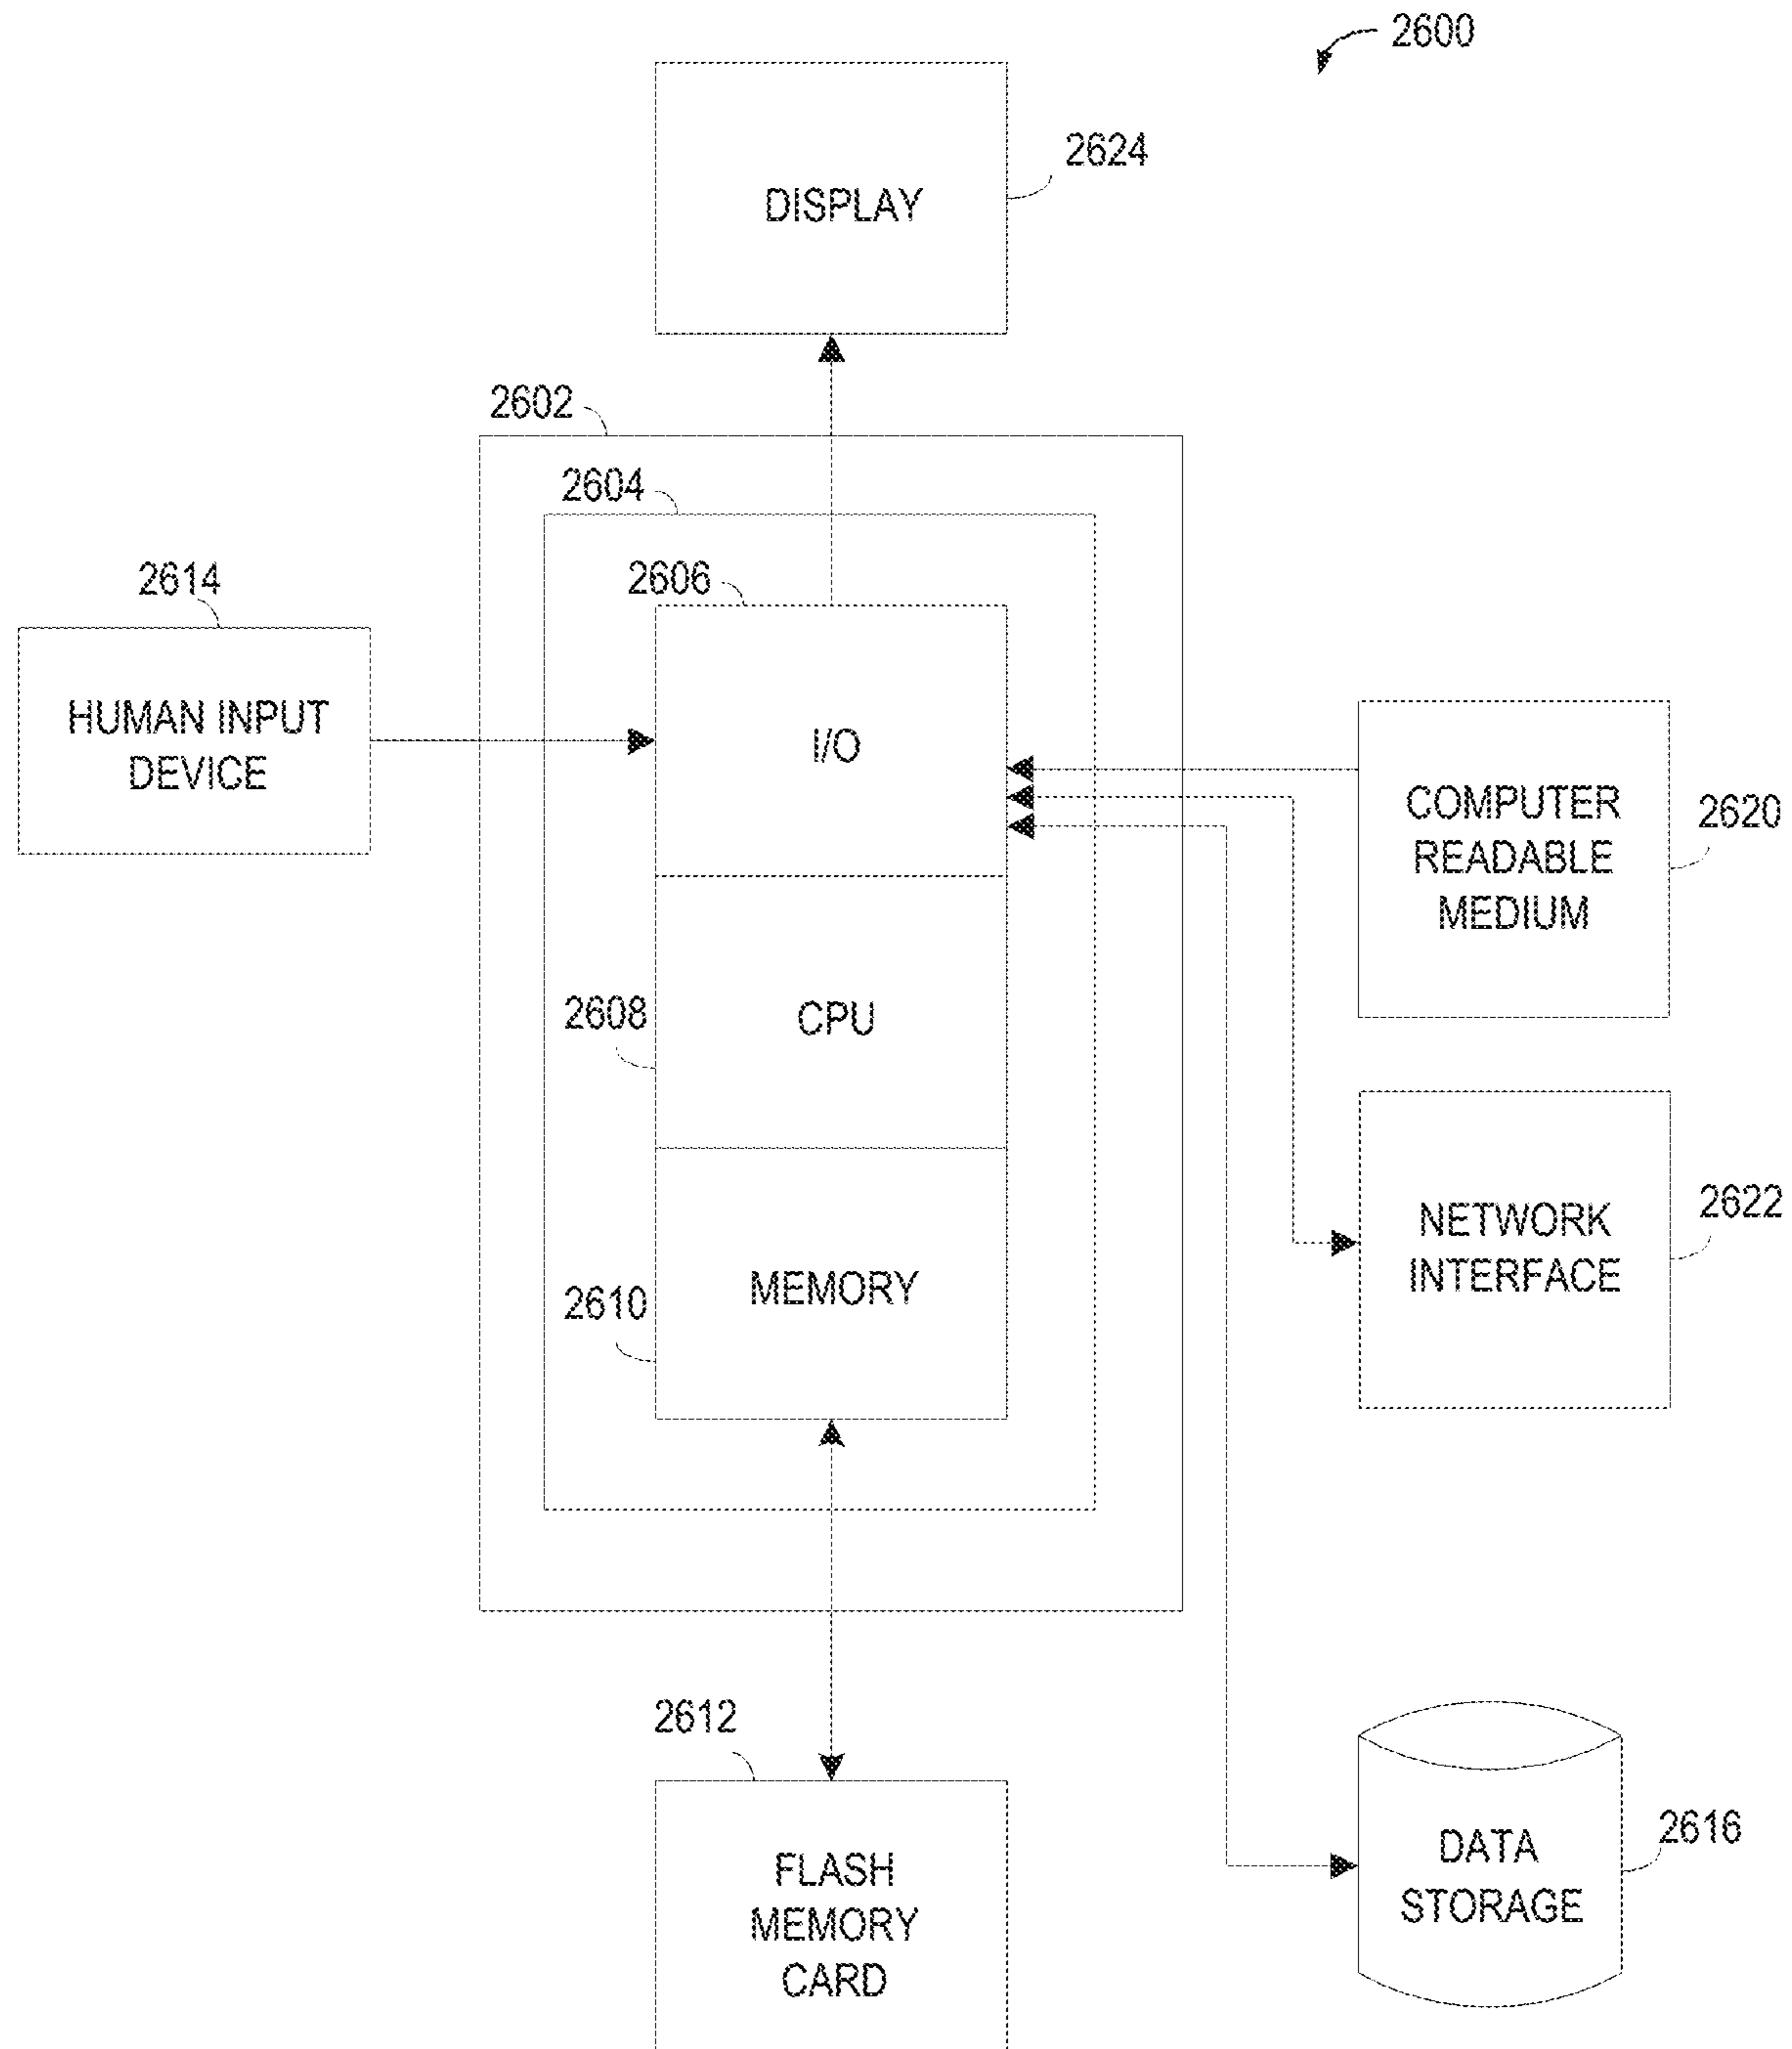 2600
DISPLAY
2624
2602
2604
2606
2614
HUMAN INPUT
DEVICE
I/O
COMPUTER
READABLE
MEDIUM
2620
2608
CPU
NETWORK
INTERFACE
2622
2610
MEMORY
2612
FLASH
MEMORY
CARD
DATA
STORAGE
2616